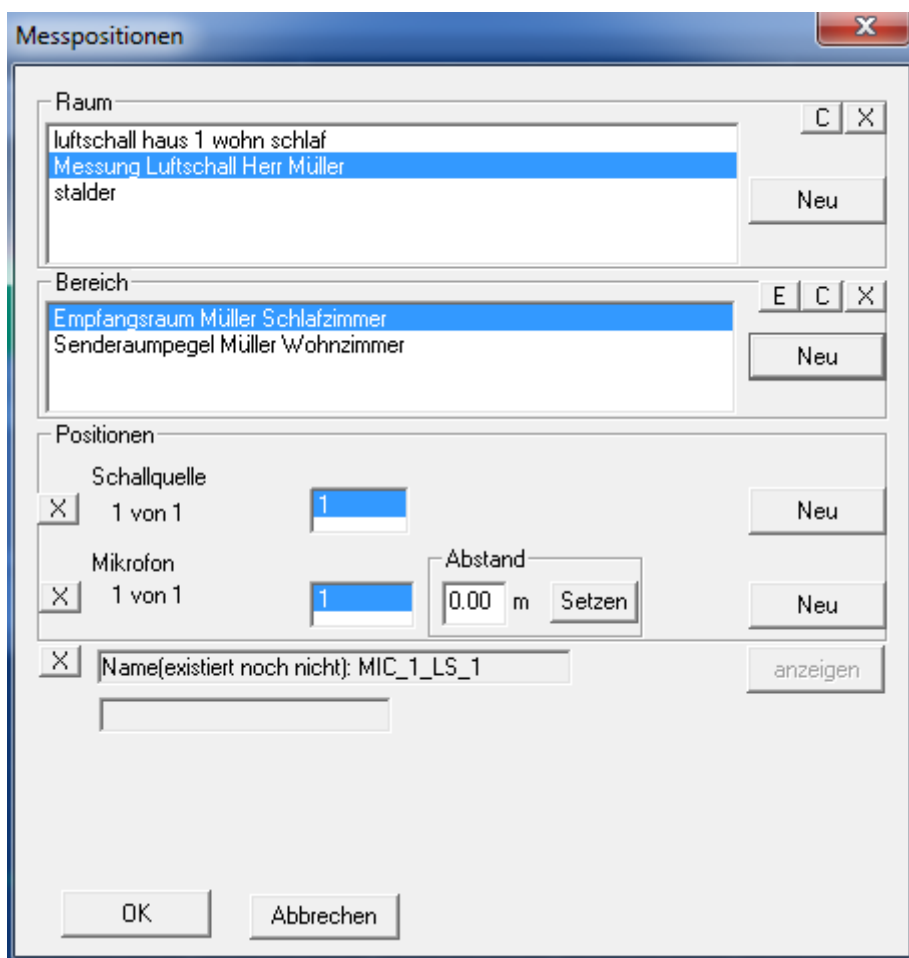 Messpositionen
X
Raum
C X
luftschall haus 1 wohn schlaf
Messung Luftschall Herr Müller
stalder
Neu
Bereich
E C X
Empfangsraum Müller Schlafzimmer
Senderaumpegel Müller Wohnzimmer
Neu
Positionen
Schallquelle
X 1 von 1 1 Neu
Mikrofon Abstand
X 1 von 1 1 0.00 m Setzen Neu
X Name(existiert noch nicht): MIC_1_LS_1 anzeigen
OK Abbrechen